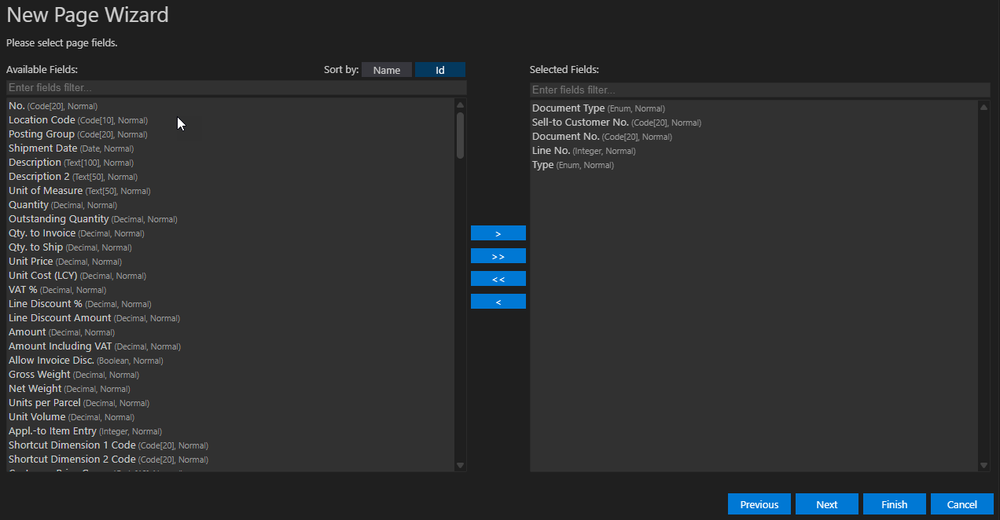 New Page Wizard
Please select page fields.
Available Fields:
Sort by: Name Id
Enter fields filter...
No. (Code[20], Normal)
Location Code (Code[10], Normal)
Posting Group (Code[20], Normal)
Shipment Date (Date, Normal)
Description (Text[100], Normal)
Description 2 (Text[50], Normal)
Unit of Measure (Text[50], Normal)
Quantity (Decimal, Normal)
Outstanding Quantity (Decimal, Normal)
Qty. to Invoice (Decimal, Normal)
Qty. to Ship (Decimal, Normal)
Unit Price (Decimal, Normal)
Unit Cost (LCY) (Decimal, Normal)
VAT % (Decimal, Normal)
Line Discount % (Decimal, Normal)
Line Discount Amount (Decimal, Normal)
Amount (Decimal, Normal)
Amount Including VAT (Decimal, Normal)
Allow Invoice Disc. (Boolean, Normal)
Gross Weight (Decimal, Normal)
Net Weight (Decimal, Normal)
Units per Parcel (Decimal, Normal)
Unit Volume (Decimal, Normal)
Appl.-to Item Entry (Integer, Normal)
Shortcut Dimension 1 Code (Code[20], Normal)
Shortcut Dimension 2 Code (Code[20], Normal)
>
>>
<<
<
Selected Fields:
Enter fields filter...
Document Type (Enum, Normal)
Sell-to Customer No. (Code[20], Normal)
Document No. (Code[20], Normal)
Line No. (Integer, Normal)
Type (Enum, Normal)
Previous
Next
Finish
Cancel